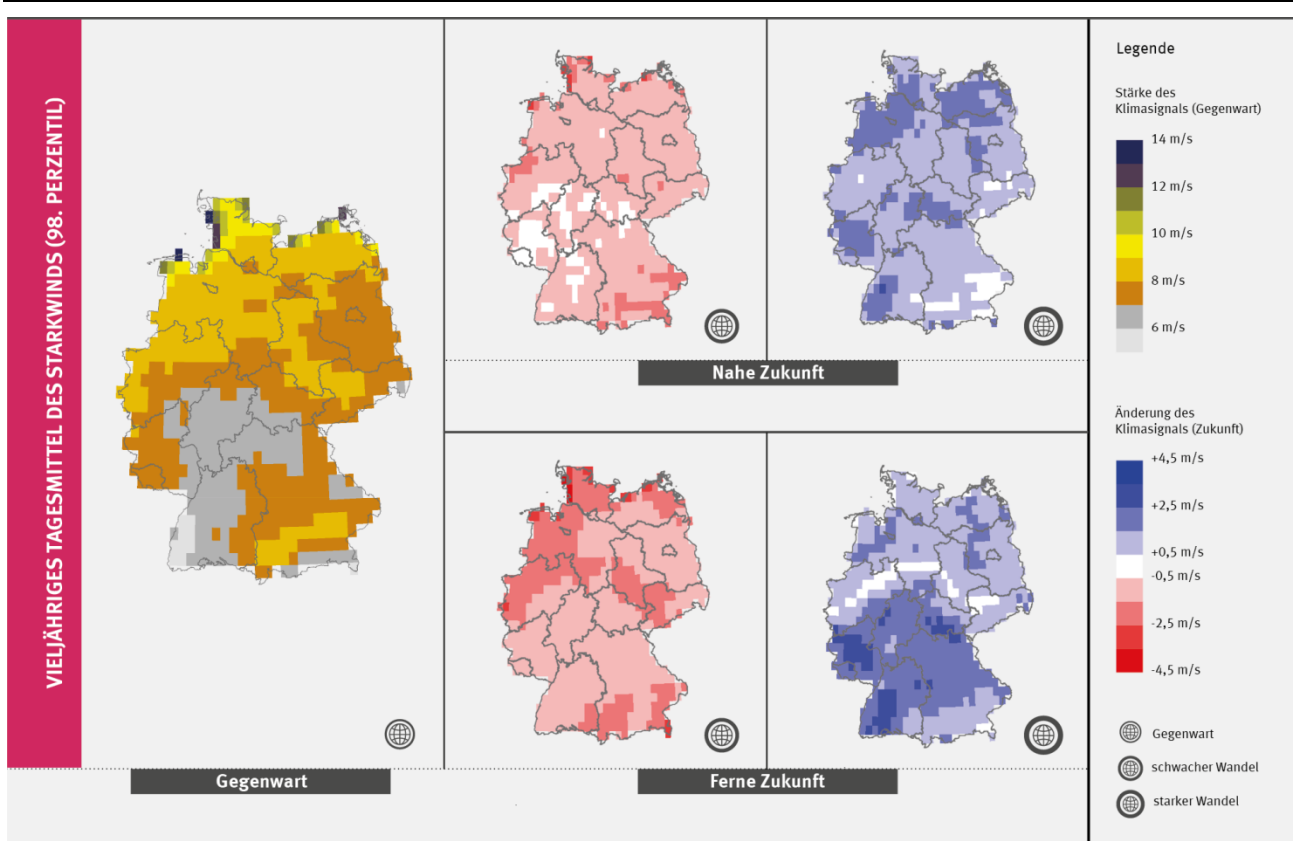 VIELJÄHRIGES TAGESMITTEL DES STARKWINDS (98. PERZENTIL)
Gegenwart
Nahe Zukunft
Ferne Zukunft
Legende
Stärke des
Klimasignals (Gegenwart)
14 m/s
12 m/s
10 m/s
8 m/s
6 m/s
Änderung des
Klimasignals (Zukunft)
+4,5 m/s
+2,5 m/s
+0,5 m/s
-0,5 m/s
-2,5 m/s
-4,5 m/s
Gegenwart
schwacher Wandel
starker Wandel